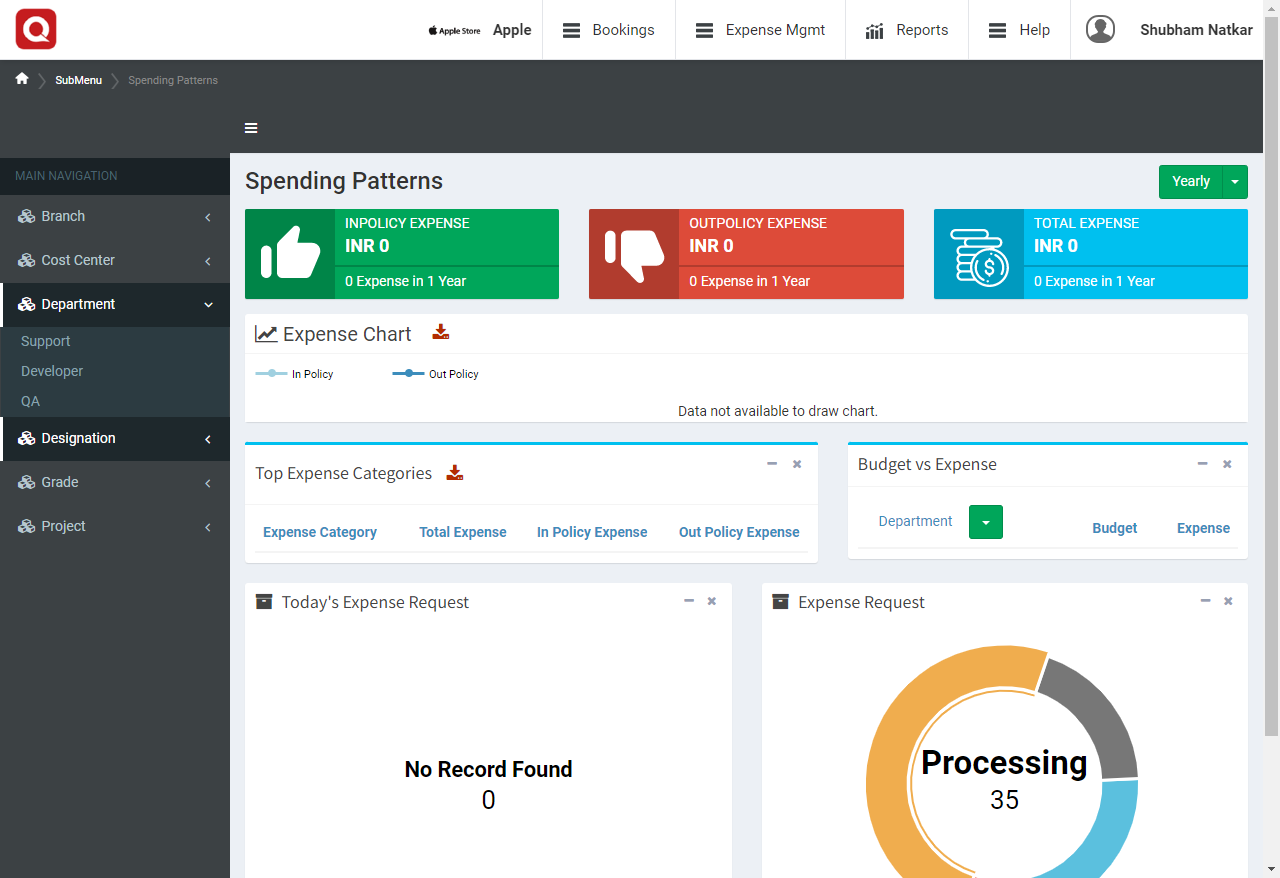 Q
Apple Store Apple Bookings Expense Mgmt Reports Help Shubham Natkar
SubMenu Spending Patterns
MAIN NAVIGATION
Branch
Cost Center
Department
Support
Developer
QA
Designation
Grade
Project
Spending Patterns
Yearly
INPOLICY EXPENSE
INR 0
0 Expense in 1 Year
OUTPOLICY EXPENSE
INR 0
0 Expense in 1 Year
TOTAL EXPENSE
INR 0
0 Expense in 1 Year
Expense Chart
In Policy Out Policy
Data not available to draw chart.
Top Expense Categories
Expense Category Total Expense In Policy Expense Out Policy Expense
Budget vs Expense
Department Budget Expense
Today's Expense Request
No Record Found
0
Expense Request
Processing
35